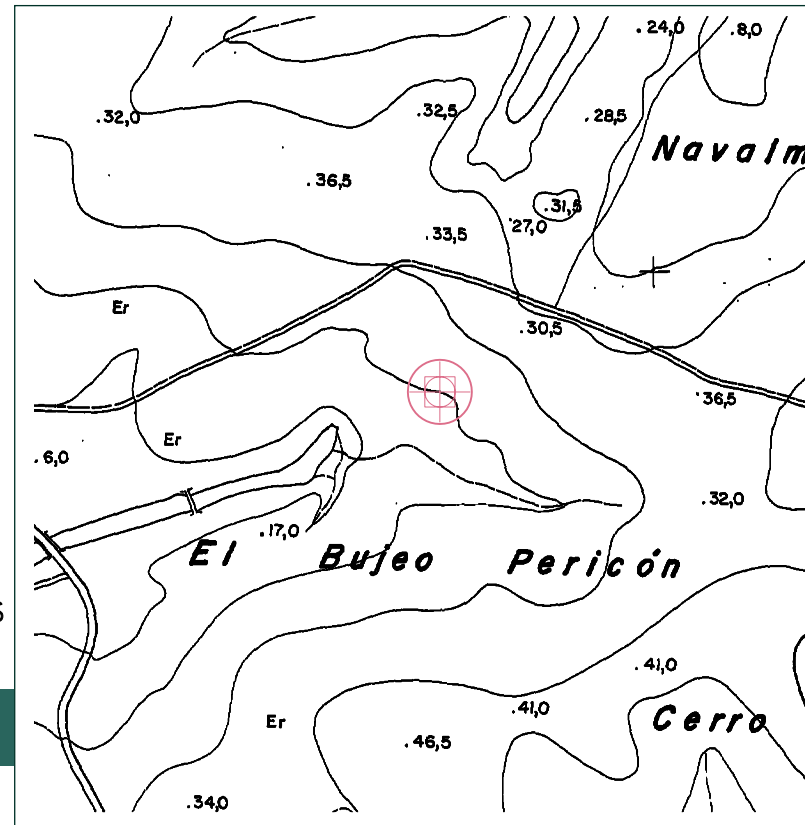 .24,0 .8,0
.32,0 .32,5 .28,5
Navalm
.36,5
.31,5
.27,0
.33,5
Er
.30,5
.36,5
Er
.6,0
.32,0
.17,0
El Bujeo Pericón
.41,0
.41,0
Er Cerro
.46,5
.34,0